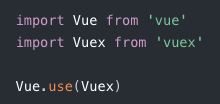 import Vue from 'vue'
import Vuex from 'vuex'
Vue.use(Vuex)